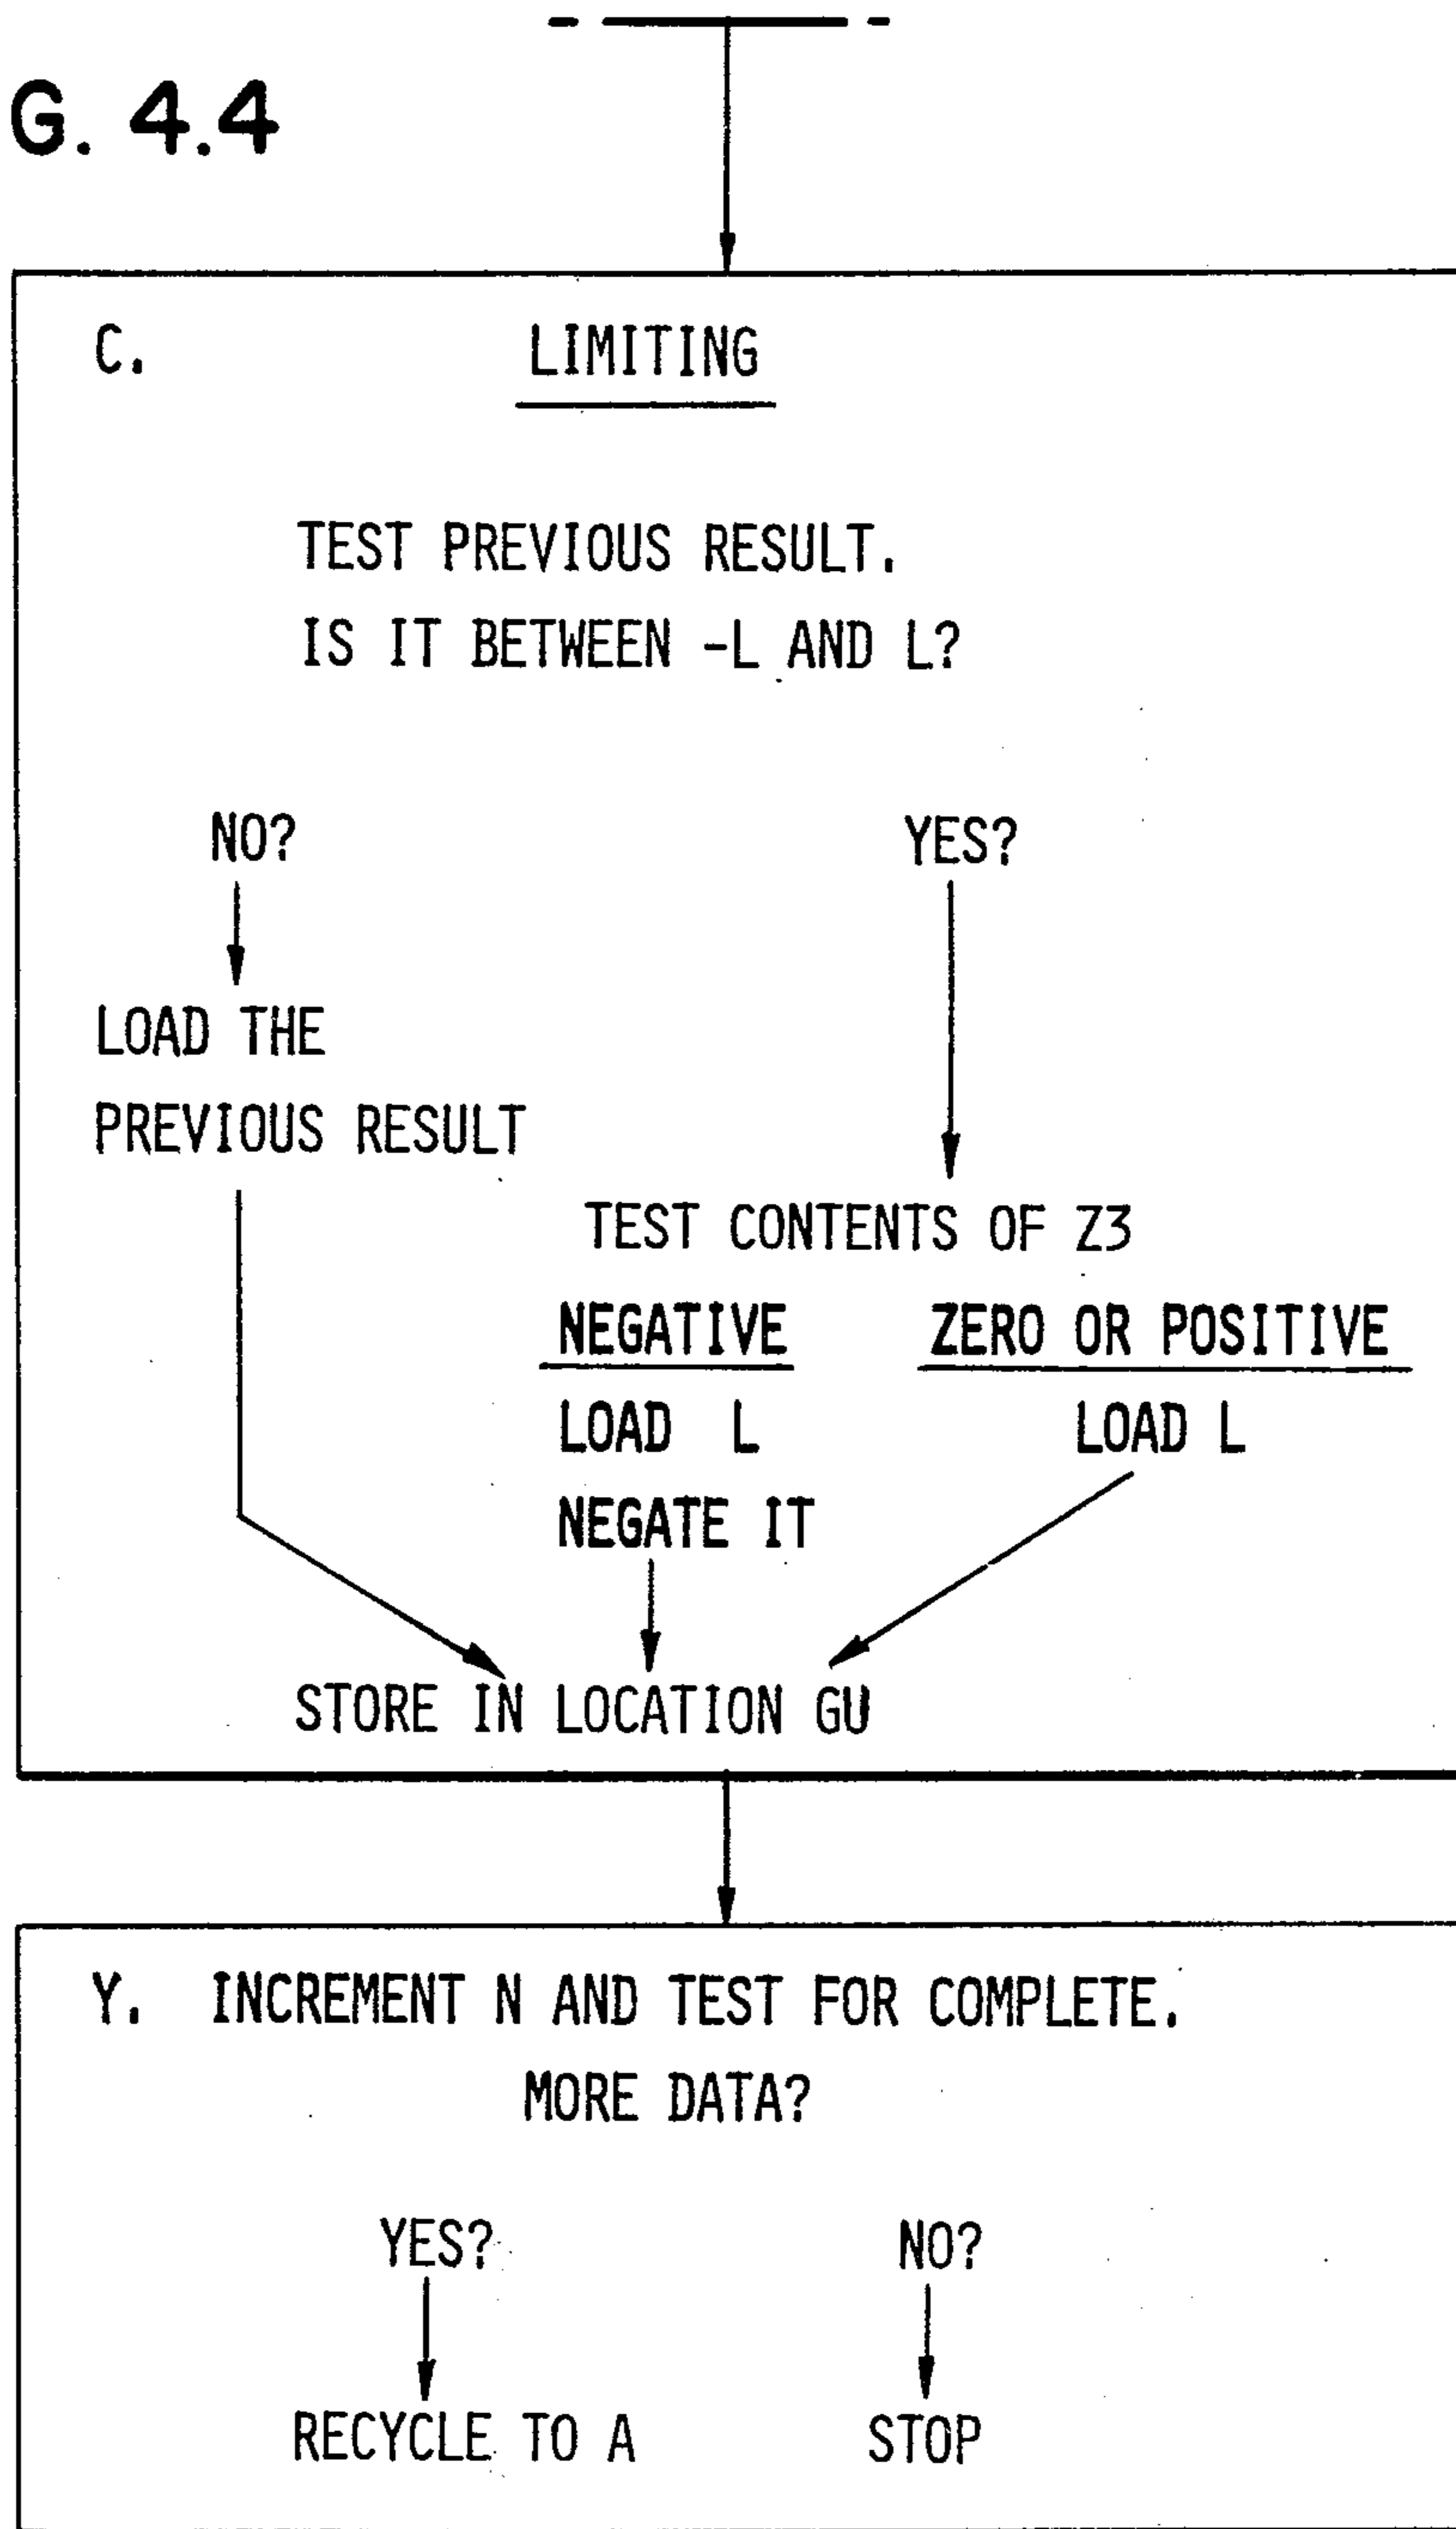 G. 4.4
C. LIMITING
TEST PREVIOUS RESULT.
IS IT BETWEEN -L AND L?
NO? YES?
LOAD THE
PREVIOUS RESULT
TEST CONTENTS OF Z3
NEGATIVE ZERO OR POSITIVE
LOAD L LOAD L
NEGATE IT
STORE IN LOCATION GU
Y. INCREMENT N AND TEST FOR COMPLETE.
MORE DATA?
YES? NO?
RECYCLE TO A STOP